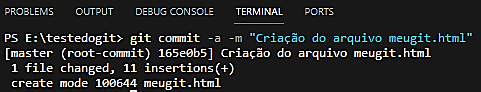 PROBLEMS OUTPUT DEBUG CONSOLE TERMINAL PORTS
PS E:\testedogit> git commit -a -m "Criação do arquivo meugit.html"
[master (root-commit) 165e0b5] Criação do arquivo meugit.html
 1 file changed, 11 insertions(+)
 create mode 100644 meugit.html